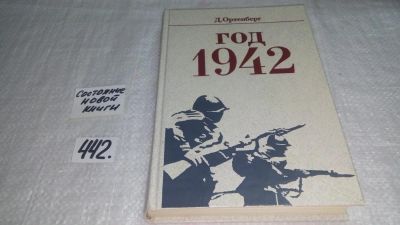 Д. Ортенберг
ГОД
1942
Состояние
новой
книги
442.